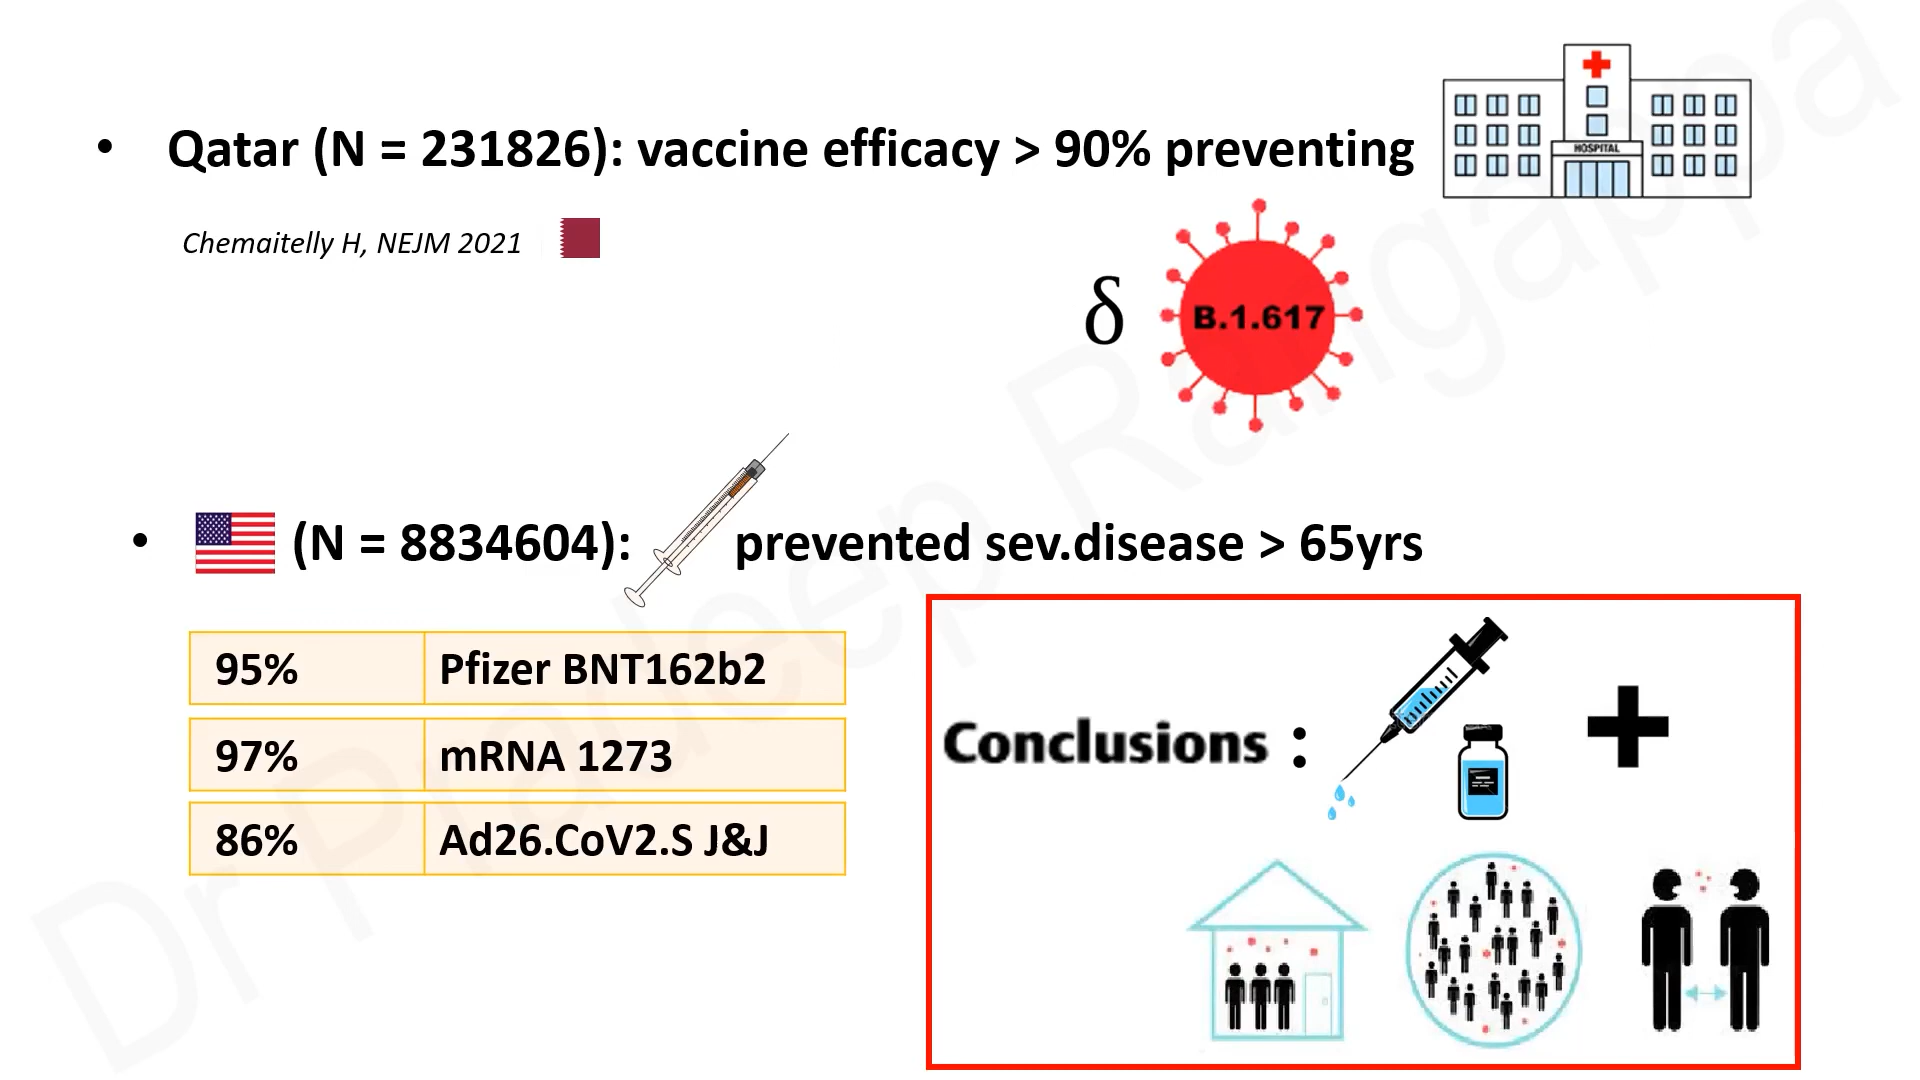 • Qatar (N = 231826): vaccine efficacy > 90% preventing
HOSPITAL
Chemaitelly H, NEJM 2021
δ B.1.617
• (N = 8834604): prevented sev.disease > 65yrs
95% Pfizer BNT162b2
97% mRNA 1273
86% Ad26.CoV2.S J&J
Conclusions :
Dr Pradeep Rangappa